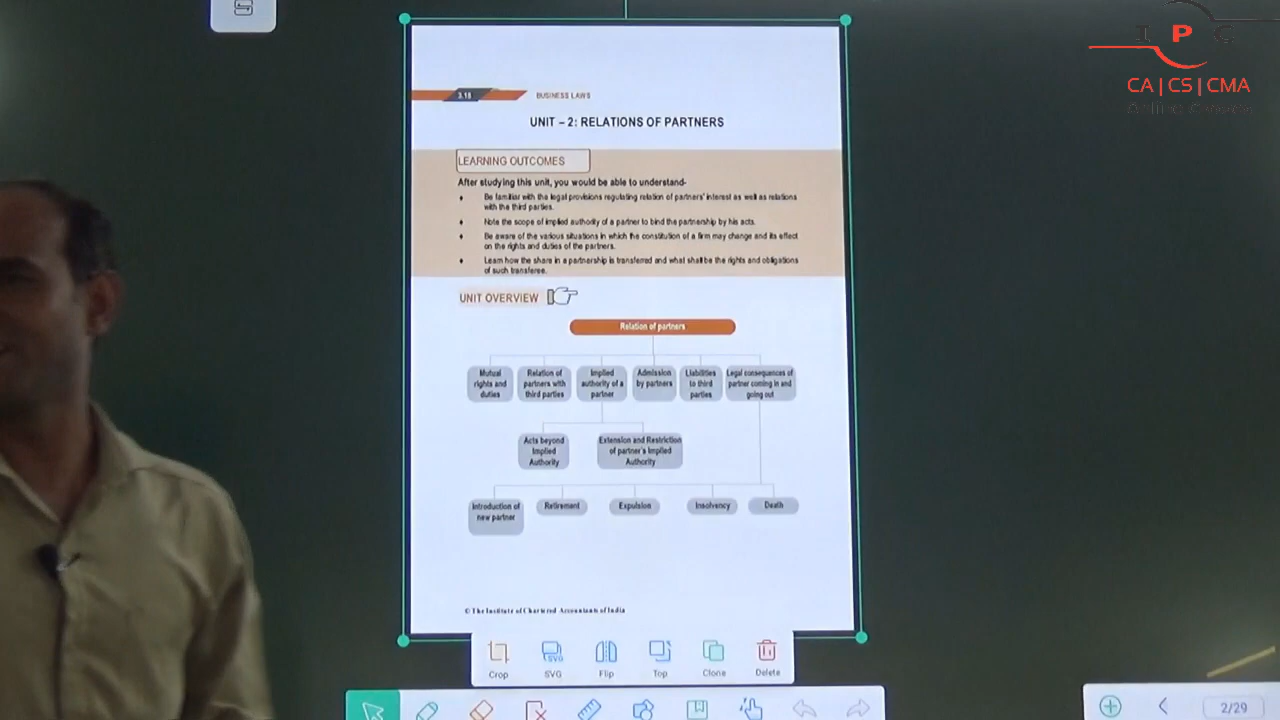 I P C
CA | CS | CMA
3.18
BUSINESS LAWS
UNIT – 2: RELATIONS OF PARTNERS
LEARNING OUTCOMES
After studying this unit, you would be able to understand-
Be familiar with the legal provisions regulating relation of partners' interest as well as relations
with the third parties.
Note the scope of implied authority of a partner to bind the partnership by his acts.
Be aware of the various situations in which the constitution of a firm may change and its effect
on the rights and duties of the partners.
Learn how the share in a partnership is transferred and what shall be the rights and obligations
of such transferee.
UNIT OVERVIEW
Relation of partners
Mutual
rights and
duties
Relation of
partners with
third parties
Implied
authority of a
partner
Admission
by partners
Liabilities
to third
parties
Legal consequences of
partner coming in and
going out
Acts beyond
Implied
Authority
Extension and Restriction
of partner's Implied
Authority
Introduction of
new partner
Retirement
Expulsion
Insolvency
Death
© The Institute of Chartered Accountants of India
Crop
SVG
SVG
Flip
Top
Clone
Delete
2/29